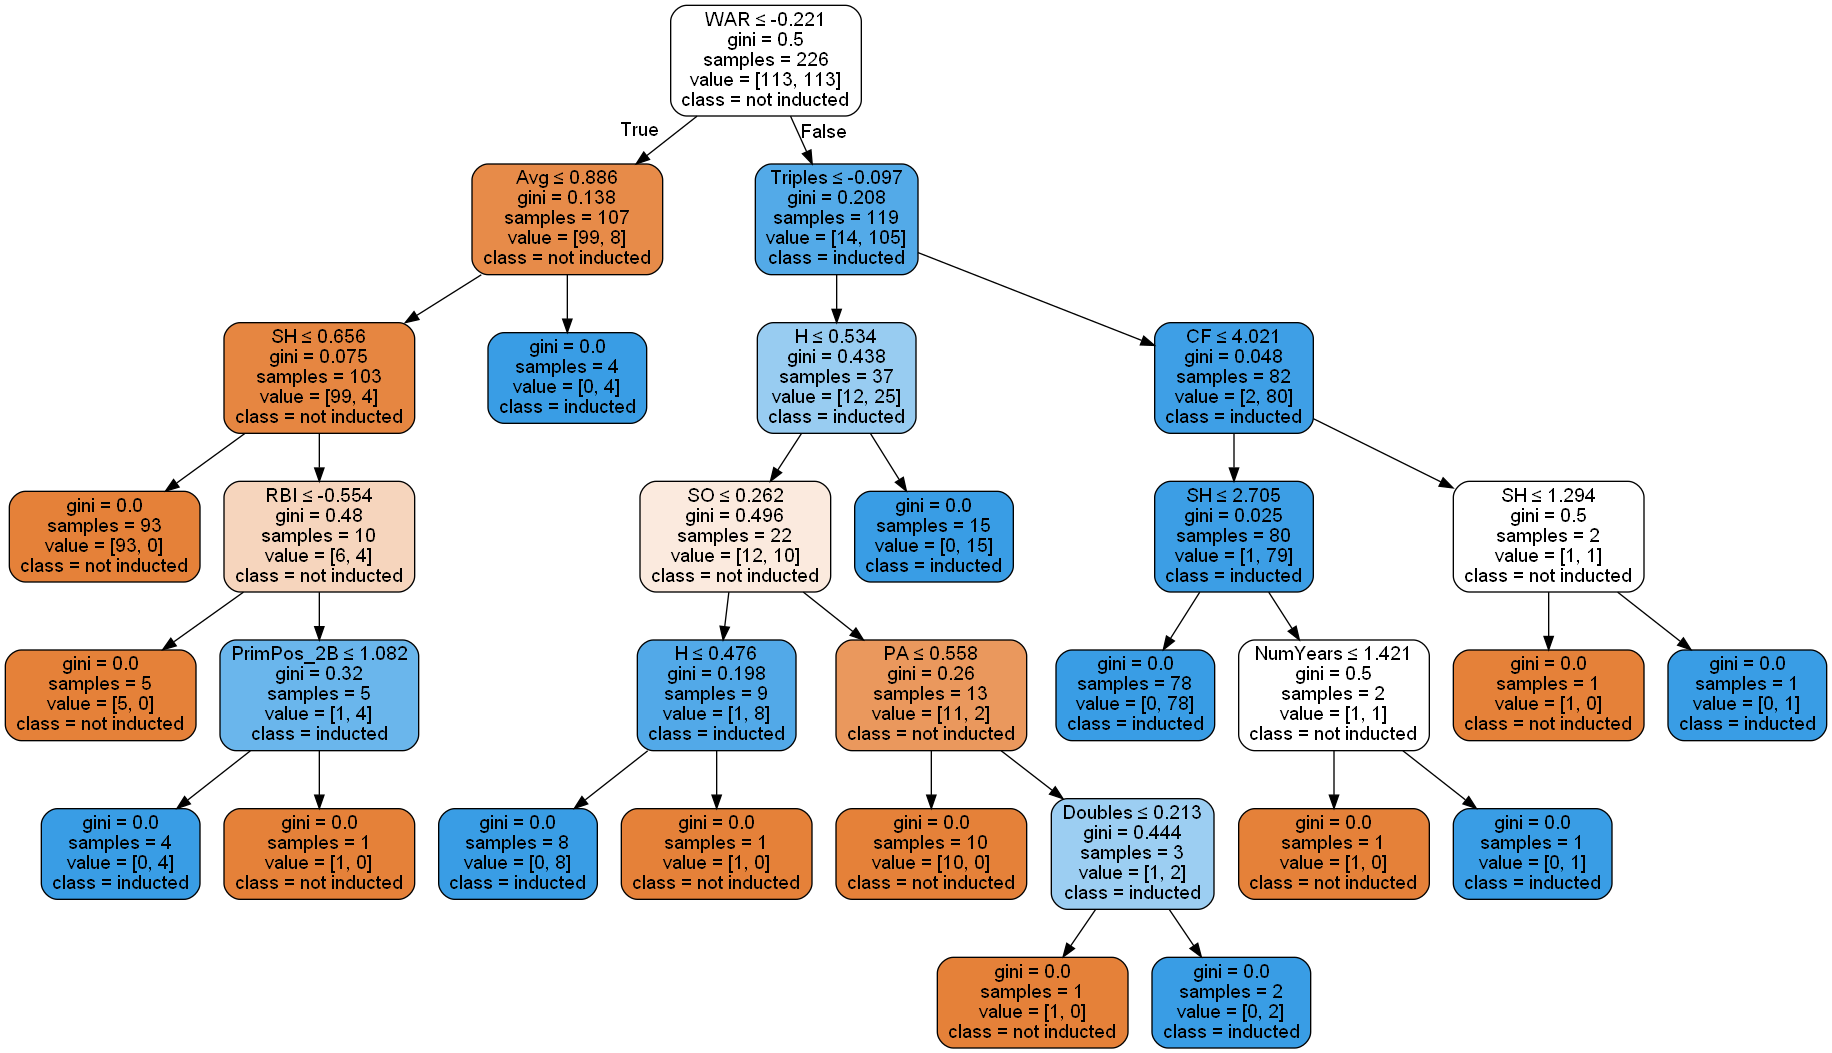 WAR ≤ -0.221
gini = 0.5
samples = 226
value = [113, 113]
class = not inducted
True
False
Avg ≤ 0.886
gini = 0.138
samples = 107
value = [99, 8]
class = not inducted
Triples ≤ -0.097
gini = 0.208
samples = 119
value = [14, 105]
class = inducted
SH ≤ 0.656
gini = 0.075
samples = 103
value = [99, 4]
class = not inducted
gini = 0.0
samples = 4
value = [0, 4]
class = inducted
H ≤ 0.534
gini = 0.438
samples = 37
value = [12, 25]
class = inducted
CF ≤ 4.021
gini = 0.048
samples = 82
value = [2, 80]
class = inducted
gini = 0.0
samples = 93
value = [93, 0]
class = not inducted
RBI ≤ -0.554
gini = 0.48
samples = 10
value = [6, 4]
class = not inducted
SO ≤ 0.262
gini = 0.496
samples = 22
value = [12, 10]
class = not inducted
gini = 0.0
samples = 15
value = [0, 15]
class = inducted
SH ≤ 2.705
gini = 0.025
samples = 80
value = [1, 79]
class = inducted
SH ≤ 1.294
gini = 0.5
samples = 2
value = [1, 1]
class = not inducted
gini = 0.0
samples = 5
value = [5, 0]
class = not inducted
PrimPos_2B ≤ 1.082
gini = 0.32
samples = 5
value = [1, 4]
class = inducted
H ≤ 0.476
gini = 0.198
samples = 9
value = [1, 8]
class = inducted
PA ≤ 0.558
gini = 0.26
samples = 13
value = [11, 2]
class = not inducted
gini = 0.0
samples = 78
value = [0, 78]
class = inducted
NumYears ≤ 1.421
gini = 0.5
samples = 2
value = [1, 1]
class = not inducted
gini = 0.0
samples = 1
value = [1, 0]
class = not inducted
gini = 0.0
samples = 1
value = [0, 1]
class = inducted
gini = 0.0
samples = 4
value = [0, 4]
class = inducted
gini = 0.0
samples = 1
value = [1, 0]
class = not inducted
gini = 0.0
samples = 8
value = [0, 8]
class = inducted
gini = 0.0
samples = 1
value = [1, 0]
class = not inducted
gini = 0.0
samples = 10
value = [10, 0]
class = not inducted
Doubles ≤ 0.213
gini = 0.444
samples = 3
value = [1, 2]
class = inducted
gini = 0.0
samples = 1
value = [1, 0]
class = not inducted
gini = 0.0
samples = 1
value = [0, 1]
class = inducted
gini = 0.0
samples = 1
value = [1, 0]
class = not inducted
gini = 0.0
samples = 2
value = [0, 2]
class = inducted